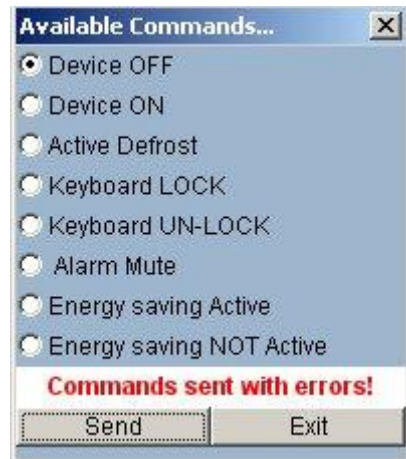 Available Commands...
Device OFF
Device ON
Active Defrost
Keyboard LOCK
Keyboard UN-LOCK
Alarm Mute
Energy saving Active
Energy saving NOT Active
Commands sent with errors!
Send Exit